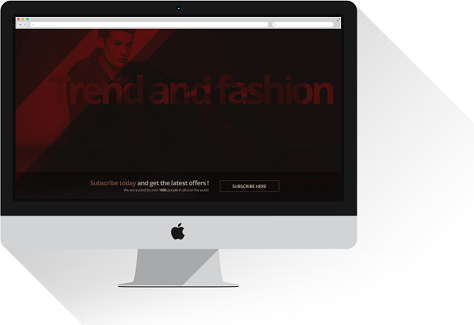 Trend and fashion
Subscribe today and get the latest offers !
We are trusted by over 1000 people in all over the world
SUBSCRIBE HERE